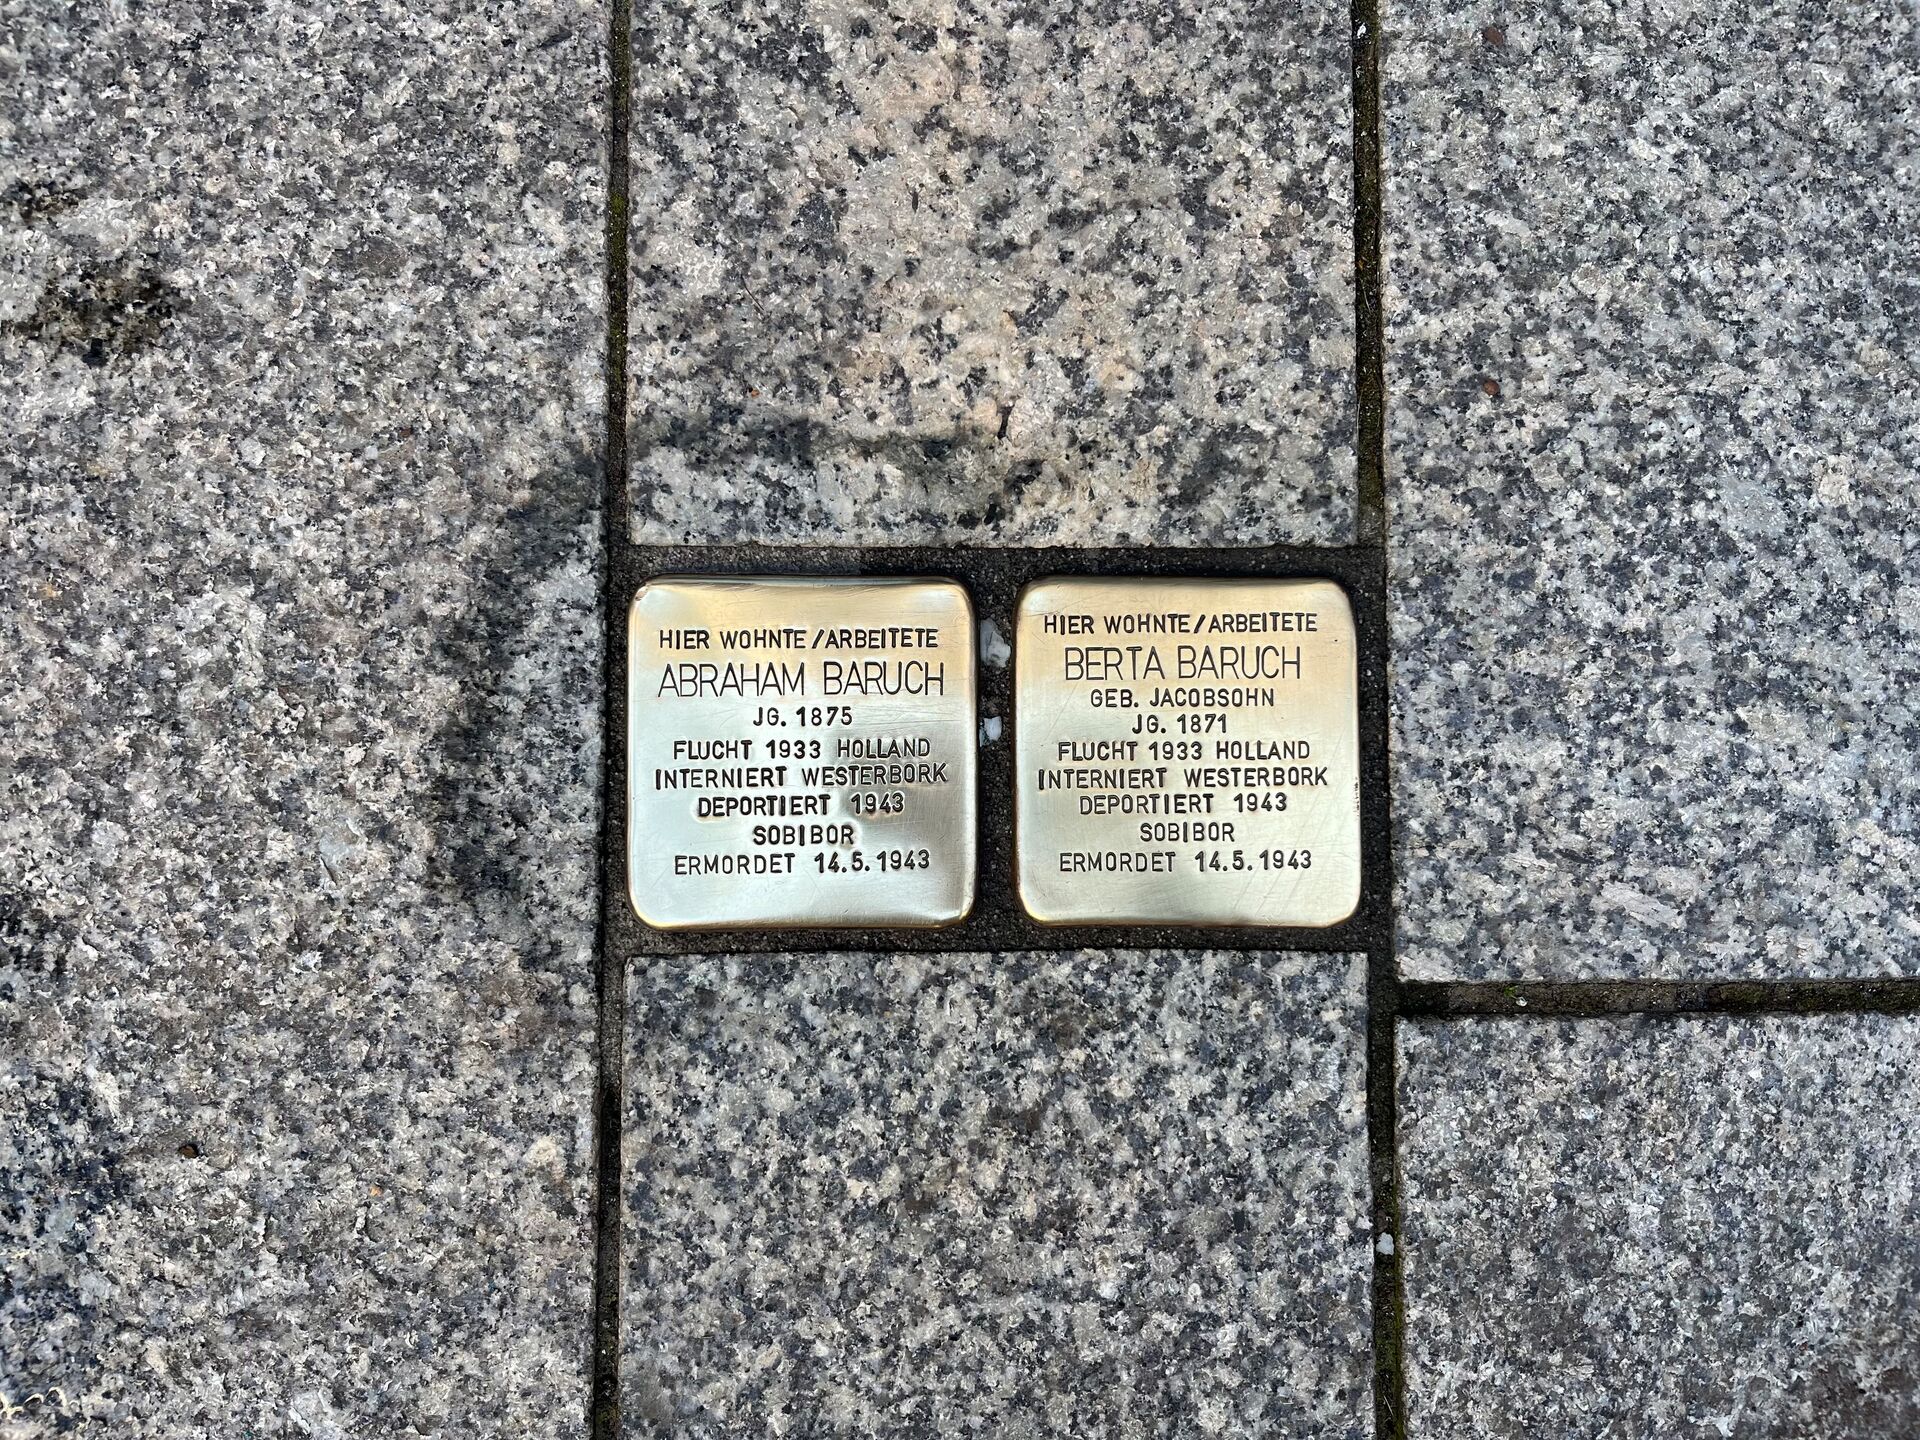 HIER WOHNTE/ARBEITETE
ABRAHAM BARUCH
JG. 1875
FLUCHT 1933 HOLLAND
INTERNIERT WESTERBORK
DEPORTIERT 1943
SOBIBOR
ERMORDET 14.5.1943
HIER WOHNTE/ARBEITETE
BERTA BARUCH
GEB. JACOBSOHN
JG. 1871
FLUCHT 1933 HOLLAND
INTERNIERT WESTERBORK
DEPORTIERT 1943
SOBIBOR
ERMORDET 14.5.1943